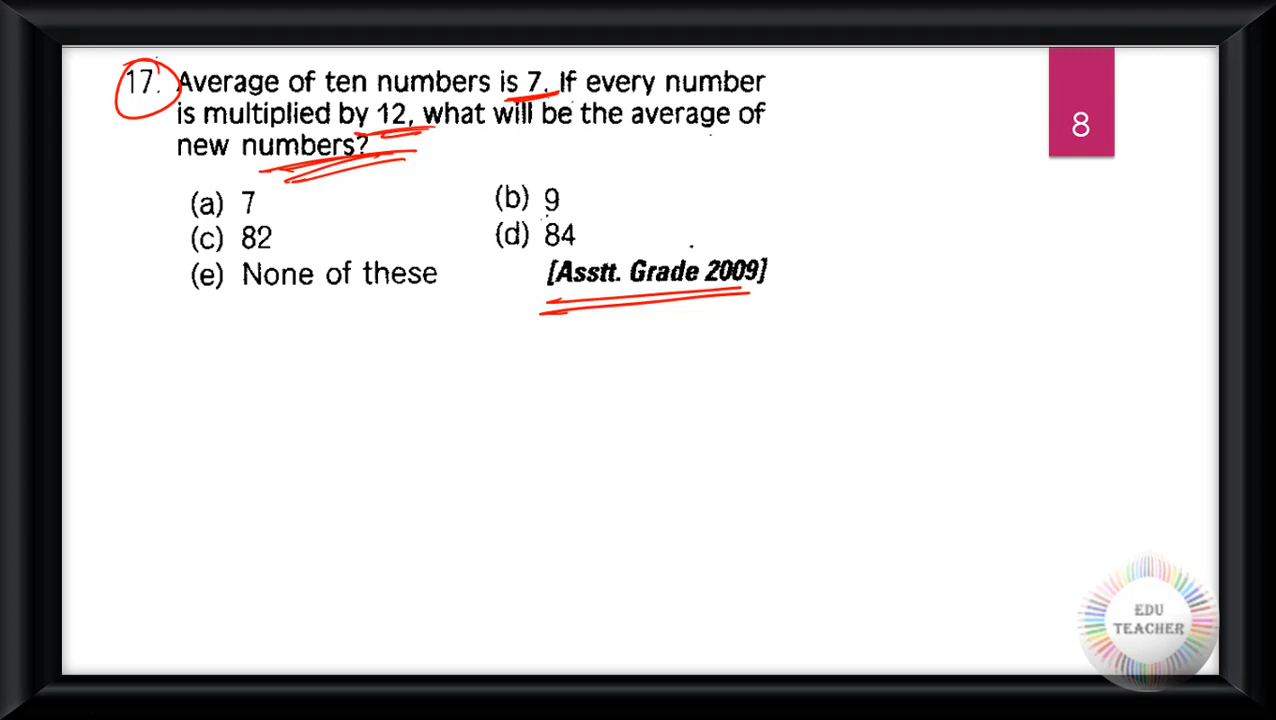 17. Average of ten numbers is 7. If every number
is multiplied by 12, what will be the average of
new numbers?
8
(a) 7 (b) 9
(c) 82 (d) 84
(e) None of these [Asstt. Grade 2009]
EDU
TEACHER